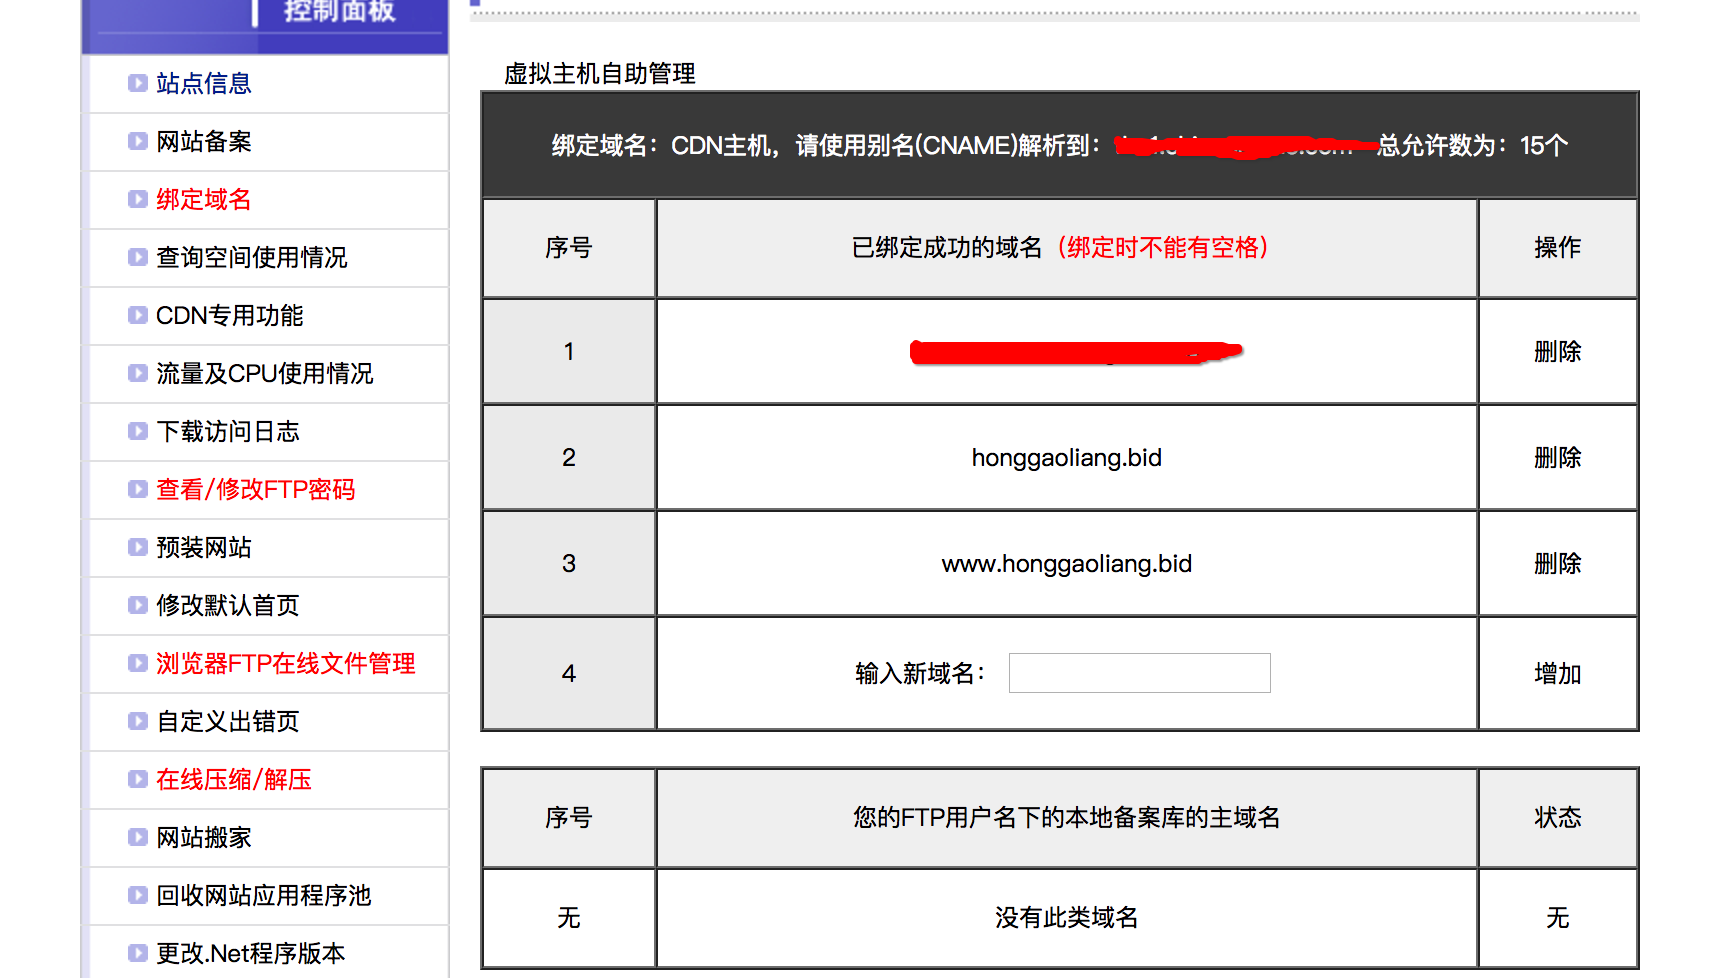 控制面板
站点信息
网站备案
绑定域名
查询空间使用情况
CDN专用功能
流量及CPU使用情况
下载访问日志
查看/修改FTP密码
预装网站
修改默认首页
浏览器FTP在线文件管理
自定义出错页
在线压缩/解压
网站搬家
回收网站应用程序池
更改.Net程序版本
虚拟主机自助管理
绑定域名：CDN主机，请使用别名(CNAME)解析到： 总允许数为：15个
序号 已绑定成功的域名（绑定时不能有空格） 操作
1 删除
2 honggaoliang.bid 删除
3 www.honggaoliang.bid 删除
4 输入新域名： 增加
序号 您的FTP用户名下的本地备案库的主域名 状态
无 没有此类域名 无